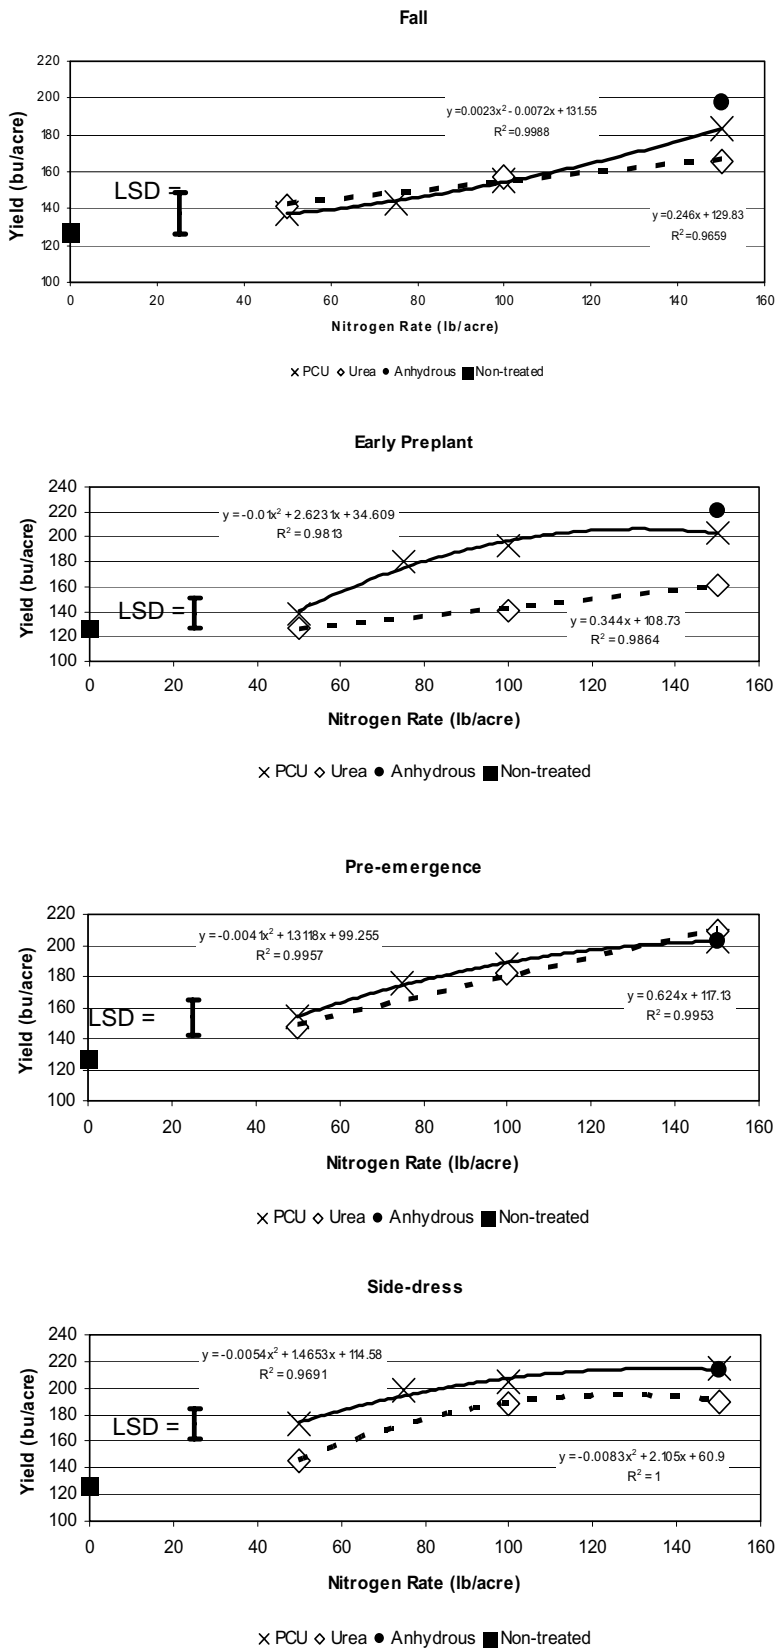 Fall
220
200
180
160
140
120
100
0
20
40
60
80
100
120
140
160
Yield (bu/acre)
Nitrogen Rate (lb/acre)
LSD =
y = 0.0023x² - 0.0072x + 131.55
R² = 0.9988
y = 0.246x + 129.83
R² = 0.9659
PCU Urea Anhydrous Non-treated
Early Preplant
240
220
200
180
160
140
120
100
0
20
40
60
80
100
120
140
160
Yield (bu/acre)
Nitrogen Rate (lb/acre)
LSD =
y = -0.01x² + 2.6231x + 34.609
R² = 0.9813
y = 0.344x + 108.73
R² = 0.9864
PCU Urea Anhydrous Non-treated
Pre-emergence
220
200
180
160
140
120
100
0
20
40
60
80
100
120
140
160
Yield (bu/acre)
Nitrogen Rate (lb/acre)
LSD =
y = -0.0041x² + 1.3118x + 99.255
R² = 0.9957
y = 0.624x + 117.13
R² = 0.9953
PCU Urea Anhydrous Non-treated
Side-dress
240
220
200
180
160
140
120
100
0
20
40
60
80
100
120
140
160
Yield (bu/acre)
Nitrogen Rate (lb/acre)
LSD =
y = -0.0054x² + 1.4653x + 114.58
R² = 0.9691
y = -0.0083x² + 2.105x + 60.9
R² = 1
PCU Urea Anhydrous Non-treated